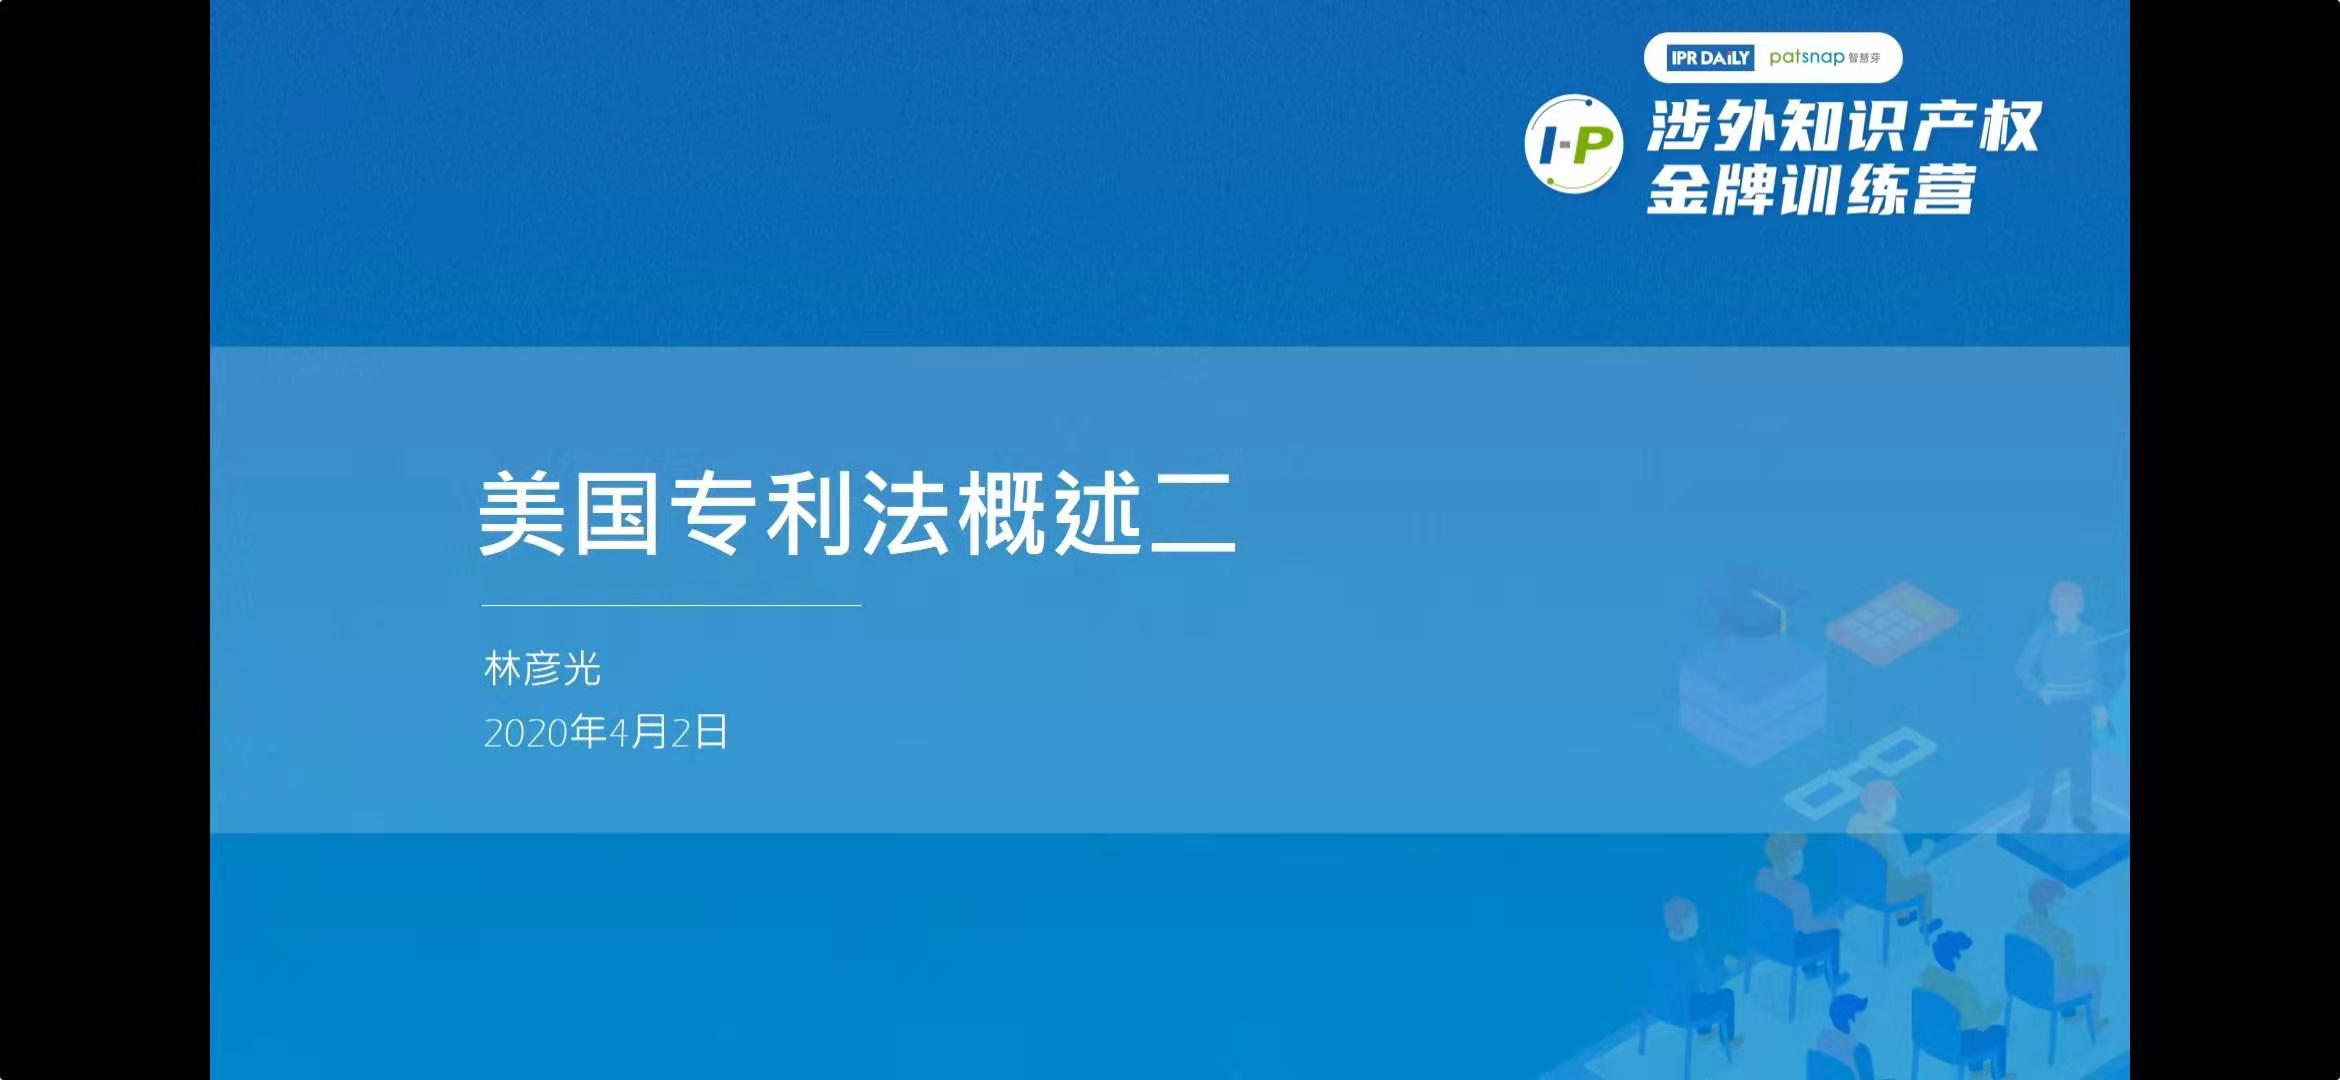 IPR DAILY patsnap 智慧芽
I-P
涉外知识产权
金牌训练营
美国专利法概述二
林彦光
2020年4月2日